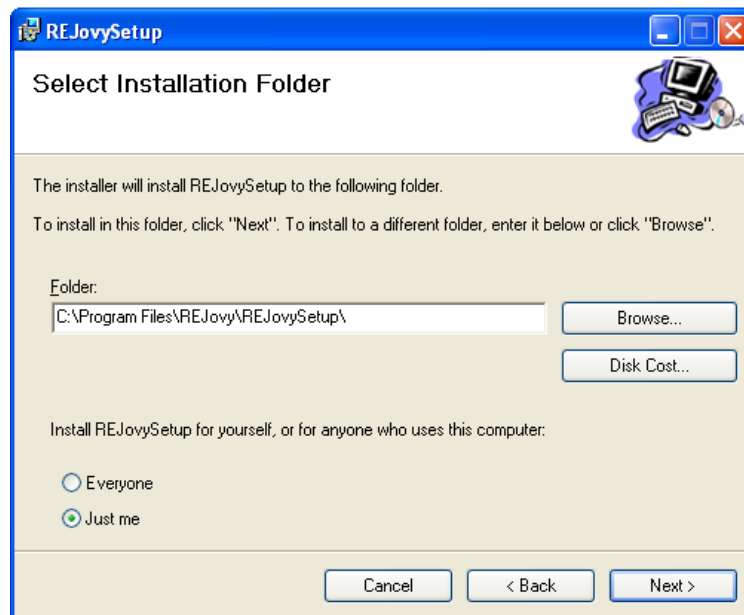 REJovySetup
Select Installation Folder
The installer will install REJovySetup to the following folder.
To install in this folder, click "Next". To install to a different folder, enter it below or click "Browse".
Folder:
C:\Program Files\REJovy\REJovySetup\
Browse...
Disk Cost...
Install REJovySetup for yourself, or for anyone who uses this computer:
Everyone
Just me
Cancel
< Back
Next >